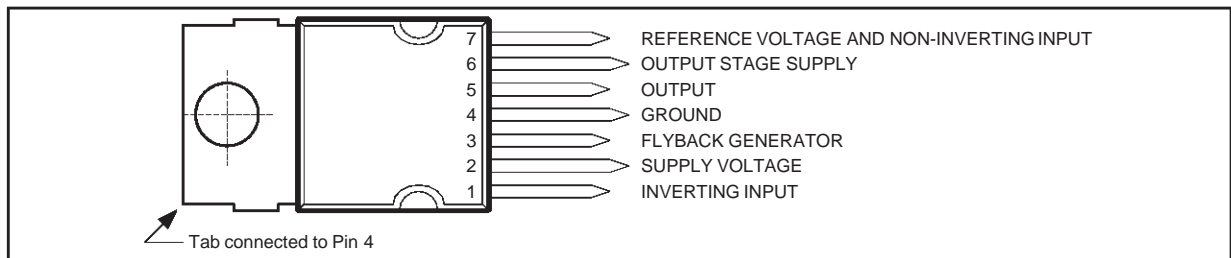 7 REFERENCE VOLTAGE AND NON-INVERTING INPUT
6 OUTPUT STAGE SUPPLY
5 OUTPUT
4 GROUND
3 FLYBACK GENERATOR
2 SUPPLY VOLTAGE
1 INVERTING INPUT
Tab connected to Pin 4